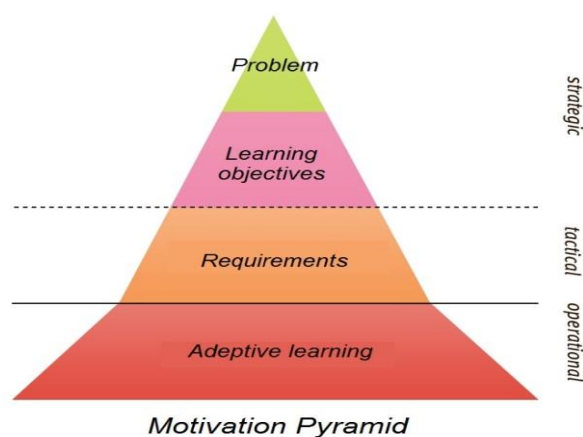 Problem
strategic
Learning
objectives
Requirements
tactical
Adeptive learning
operational
Motivation Pyramid